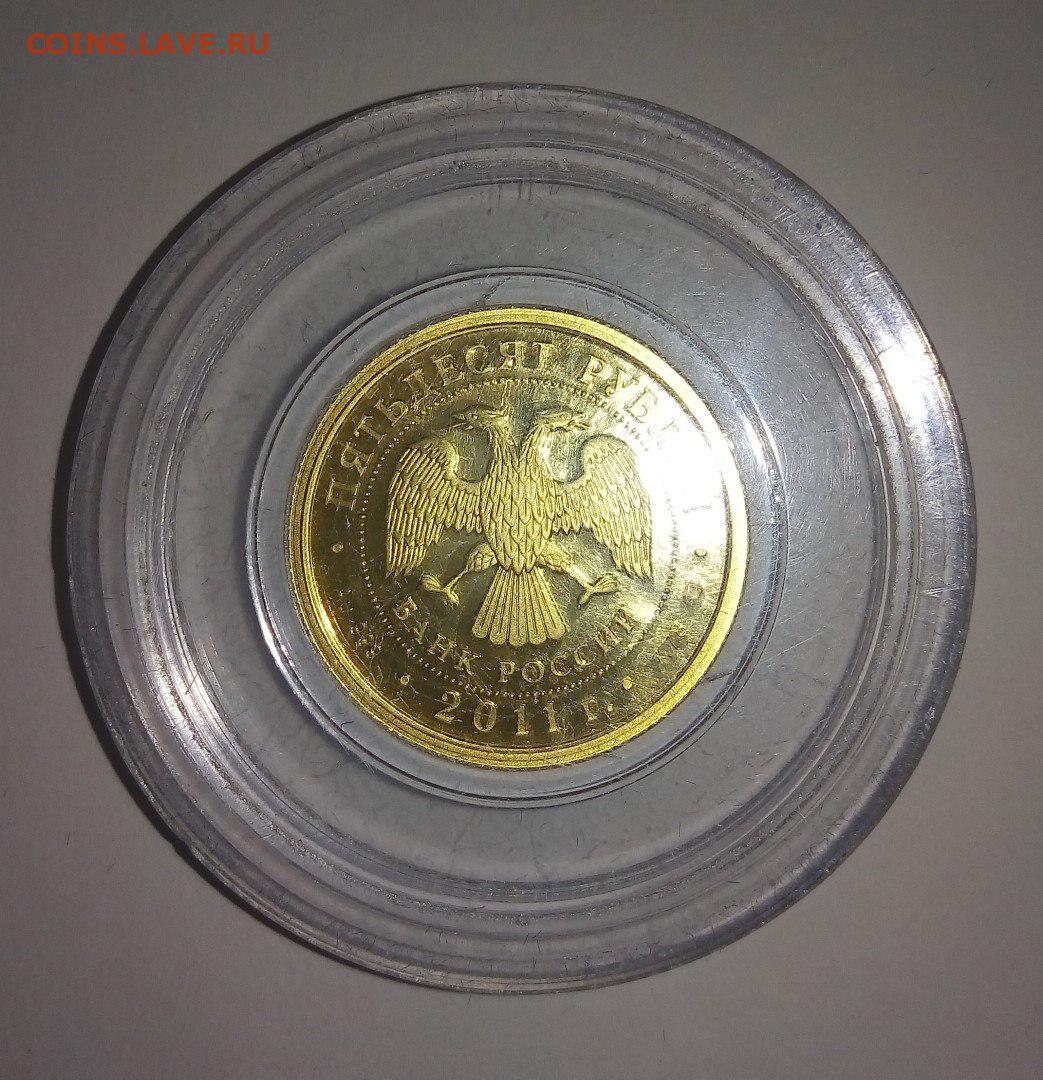 COINS.LAVE.RU
ПЯТЬДЕСЯТ РУБЛЕЙ
БАНК РОССИИ
2011 г.